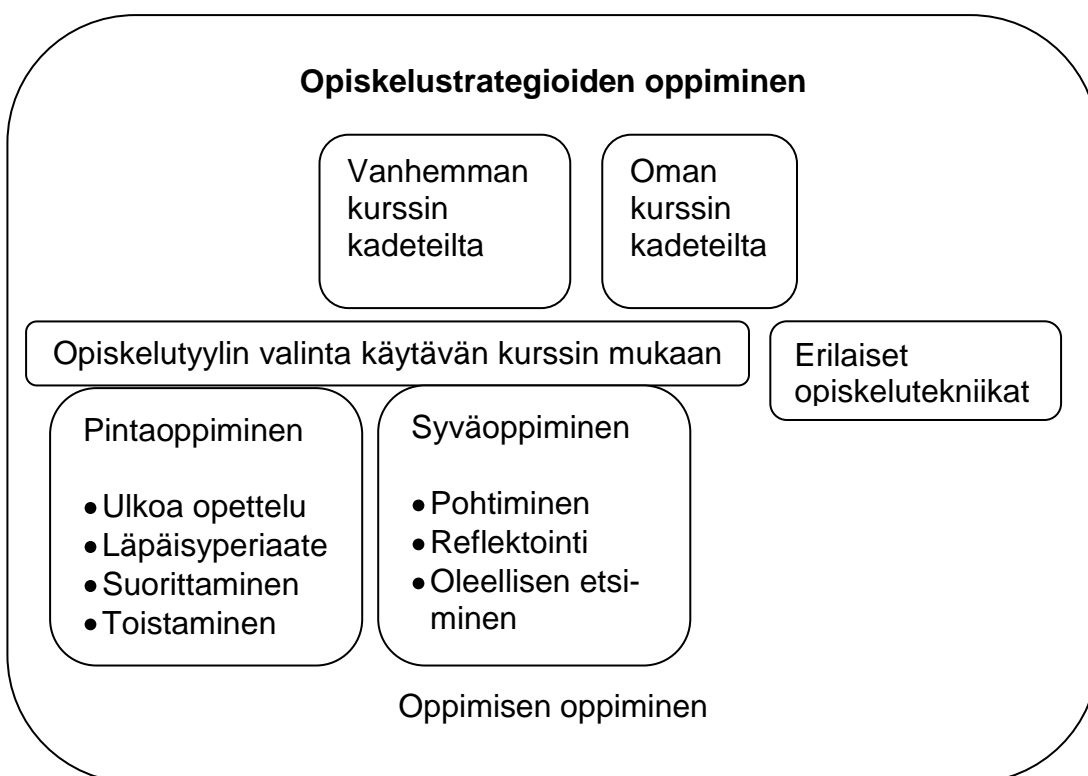 Opiskelustrategioiden oppiminen
Vanhemman
kurssin
kadeteilta
Oman
kurssin
kadeteilta
Opiskelutyylin valinta käytävän kurssin mukaan
Erilaiset
opiskelutekniikat
Pintaoppiminen
• Ulkoa opettelu
• Läpäisyperiaate
• Suorittaminen
• Toistaminen
Syväoppiminen
• Pohtiminen
• Reflektointi
• Oleellisen etsi-
minen
Oppimisen oppiminen